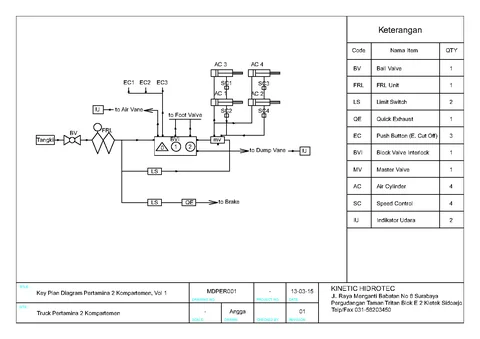 Keterangan
Code Nama Item QTY
BV Ball Valve 1
FRL FRL Unit 1
LS Limit Switch 2
QE Quick Exhaust 1
EC Push Button (E. Cut Off) 3
BVI Block Valve Interlock 1
MV Master Valve 1
AC Air Cylinder 4
SC Speed Control 4
IU Indikator Udara 2
AC 3 AC 4
EC1 EC2 EC3
SC1 SC3
AC 1 AC 2
IU to Air Vans
SC2 SC4
to Foot Valve
FRL
BV
Tangki
BVI
1 2
MV
to Dump Vans IU
LS
LS QE to Brake
Key Plan Diagram Pertamina 2 Kompartemen, Vol 1
MDPER001 - 13-03-15
Truck Pertamina 2 Kompartemen
- Angga 01
KINETIC HIDROTEC
JL. Raya Menganti Babatan No 8 Surabaya
Pergudangan Taman Tritan Blok E 2 Kletek Sidoarjo
Telp/Fax 031-58203450